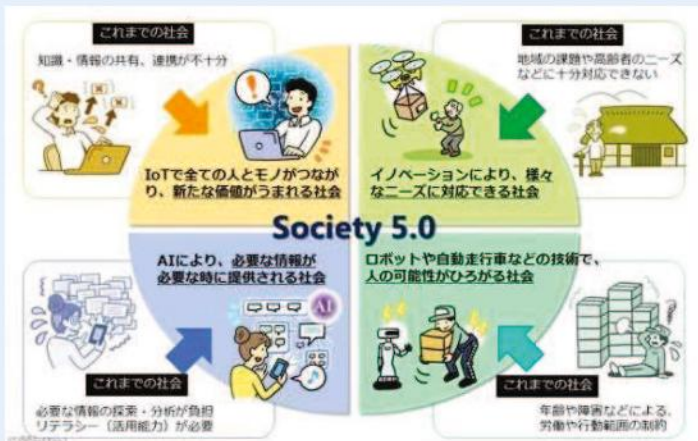 これまでの社会
知識・情報の共有、連携が不十分
これまでの社会
地域の課題や高齢者のニーズ
などに十分対応できない
IoTで全ての人とモノがつなが
り、新たな価値がうまれる社会
イノベーションにより、様々
なニーズに対応できる社会
Society 5.0
AIにより、必要な情報が
必要な時に提供される社会
AI
ロボットや自動走行車などの技術で、
人の可能性がひろがる社会
これまでの社会
必要な情報の探索・分析が負担
リテラシー（活用能力）が必要
これまでの社会
年齢や障害などによる、
労働や行動範囲の制約